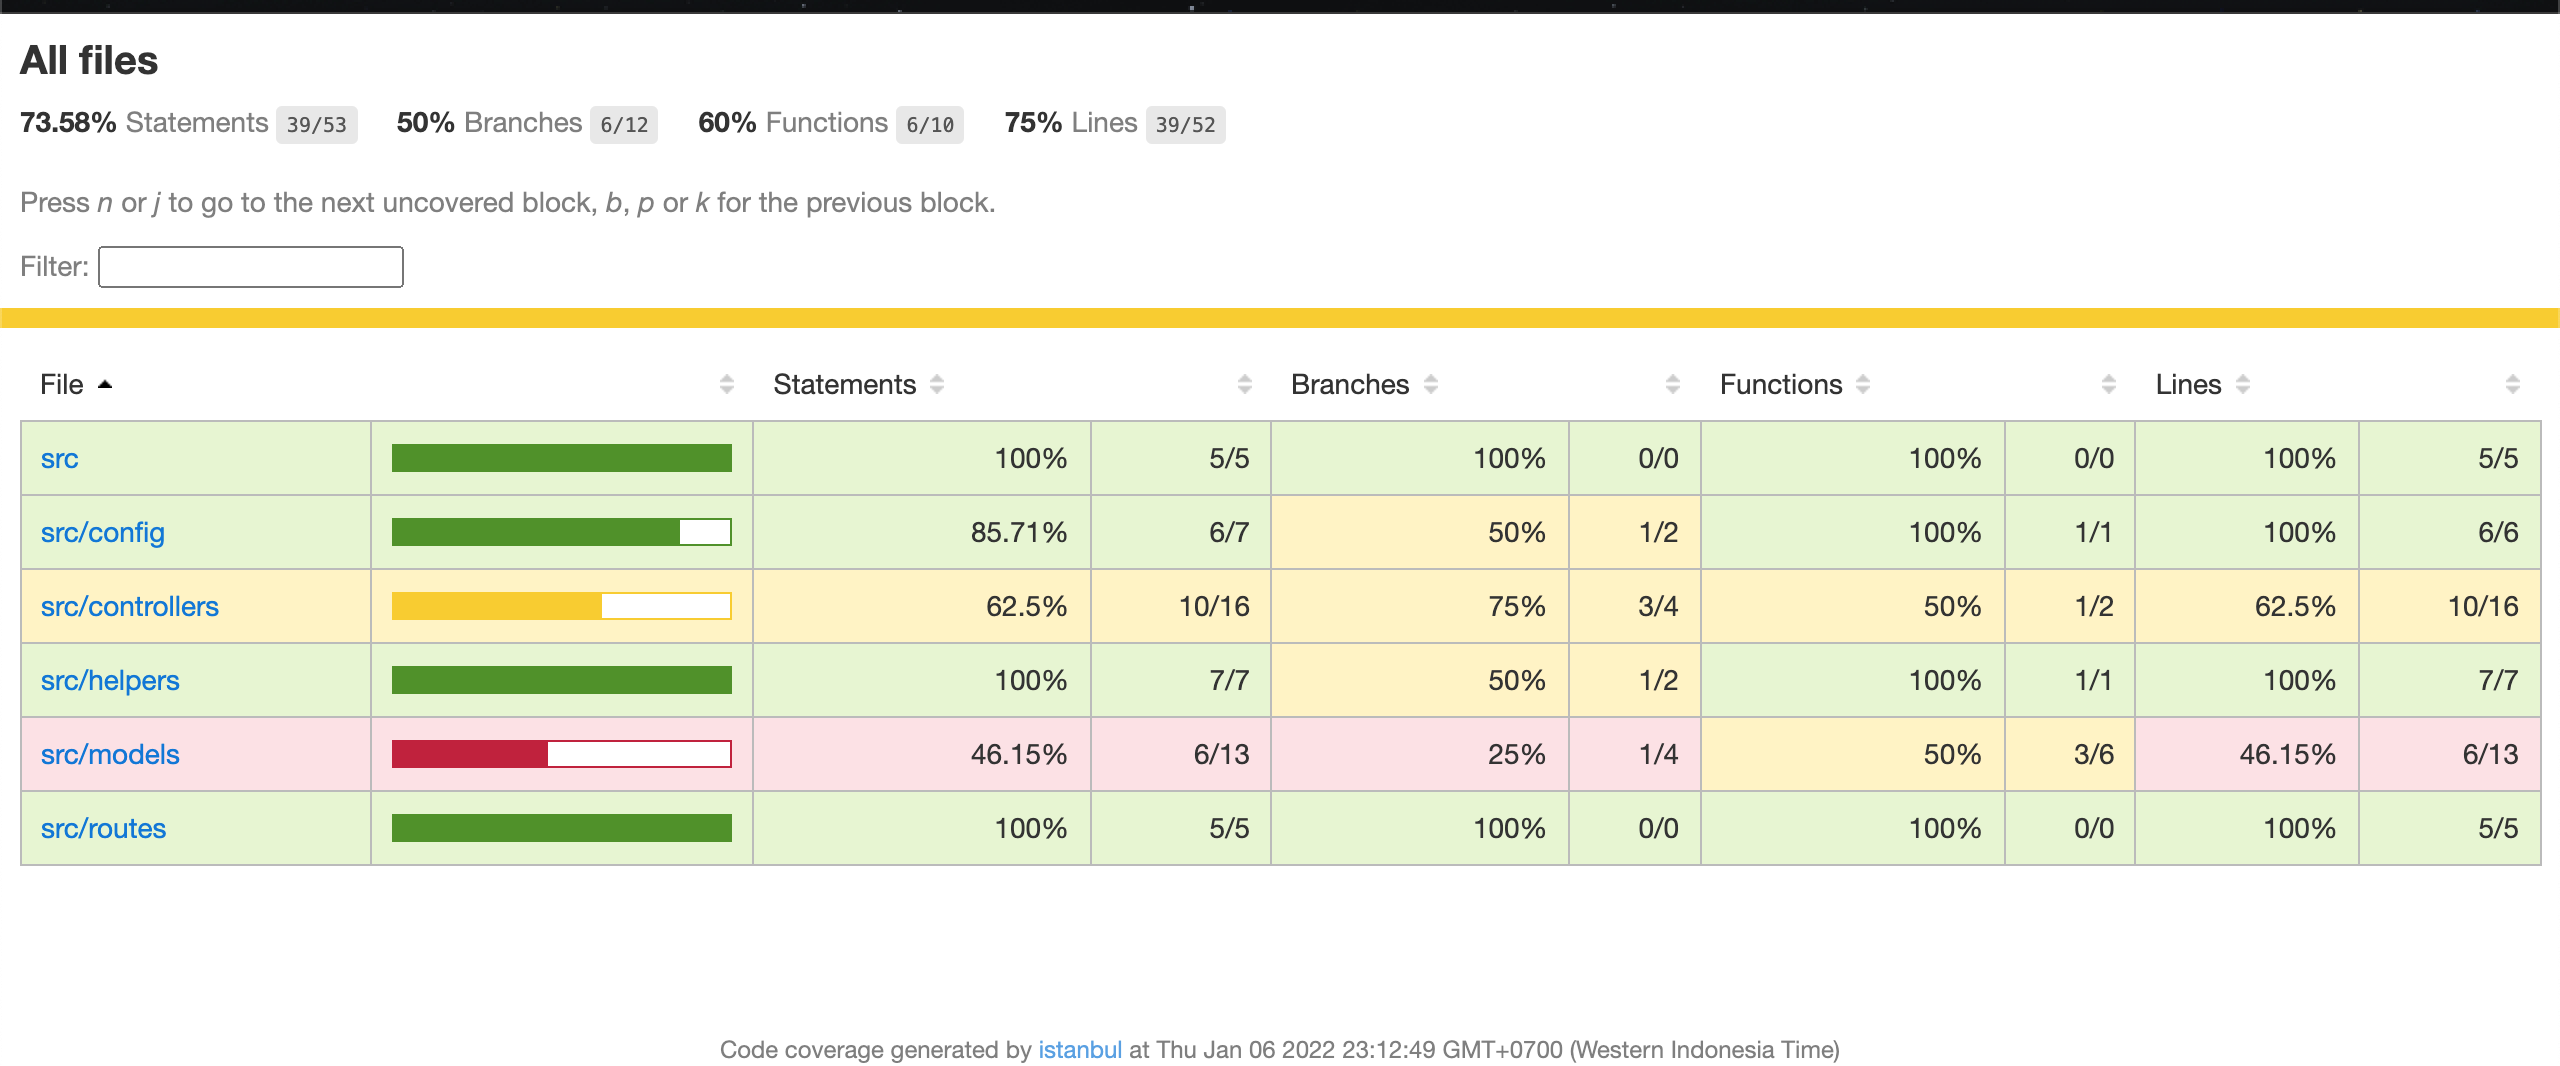 All files
73.58% Statements 39/53 50% Branches 6/12 60% Functions 6/10 75% Lines 39/52
Press n or j to go to the next uncovered block, b, p or k for the previous block.
Filter:
File Statements Branches Functions Lines
src 100% 5/5 100% 0/0 100% 0/0 100% 5/5
src/config 85.71% 6/7 50% 1/2 100% 1/1 100% 6/6
src/controllers 62.5% 10/16 75% 3/4 50% 1/2 62.5% 10/16
src/helpers 100% 7/7 50% 1/2 100% 1/1 100% 7/7
src/models 46.15% 6/13 25% 1/4 50% 3/6 46.15% 6/13
src/routes 100% 5/5 100% 0/0 100% 0/0 100% 5/5
Code coverage generated by istanbul at Thu Jan 06 2022 23:12:49 GMT+0700 (Western Indonesia Time)